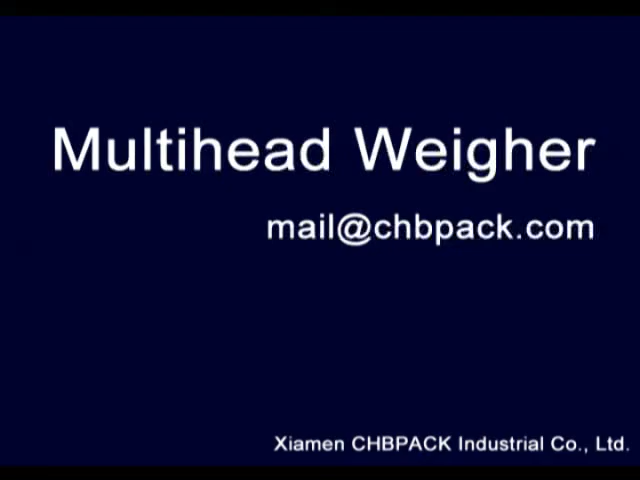 Multihead Weigher
mail@chbpack.com
Xiamen CHBPACK Industrial Co., Ltd.